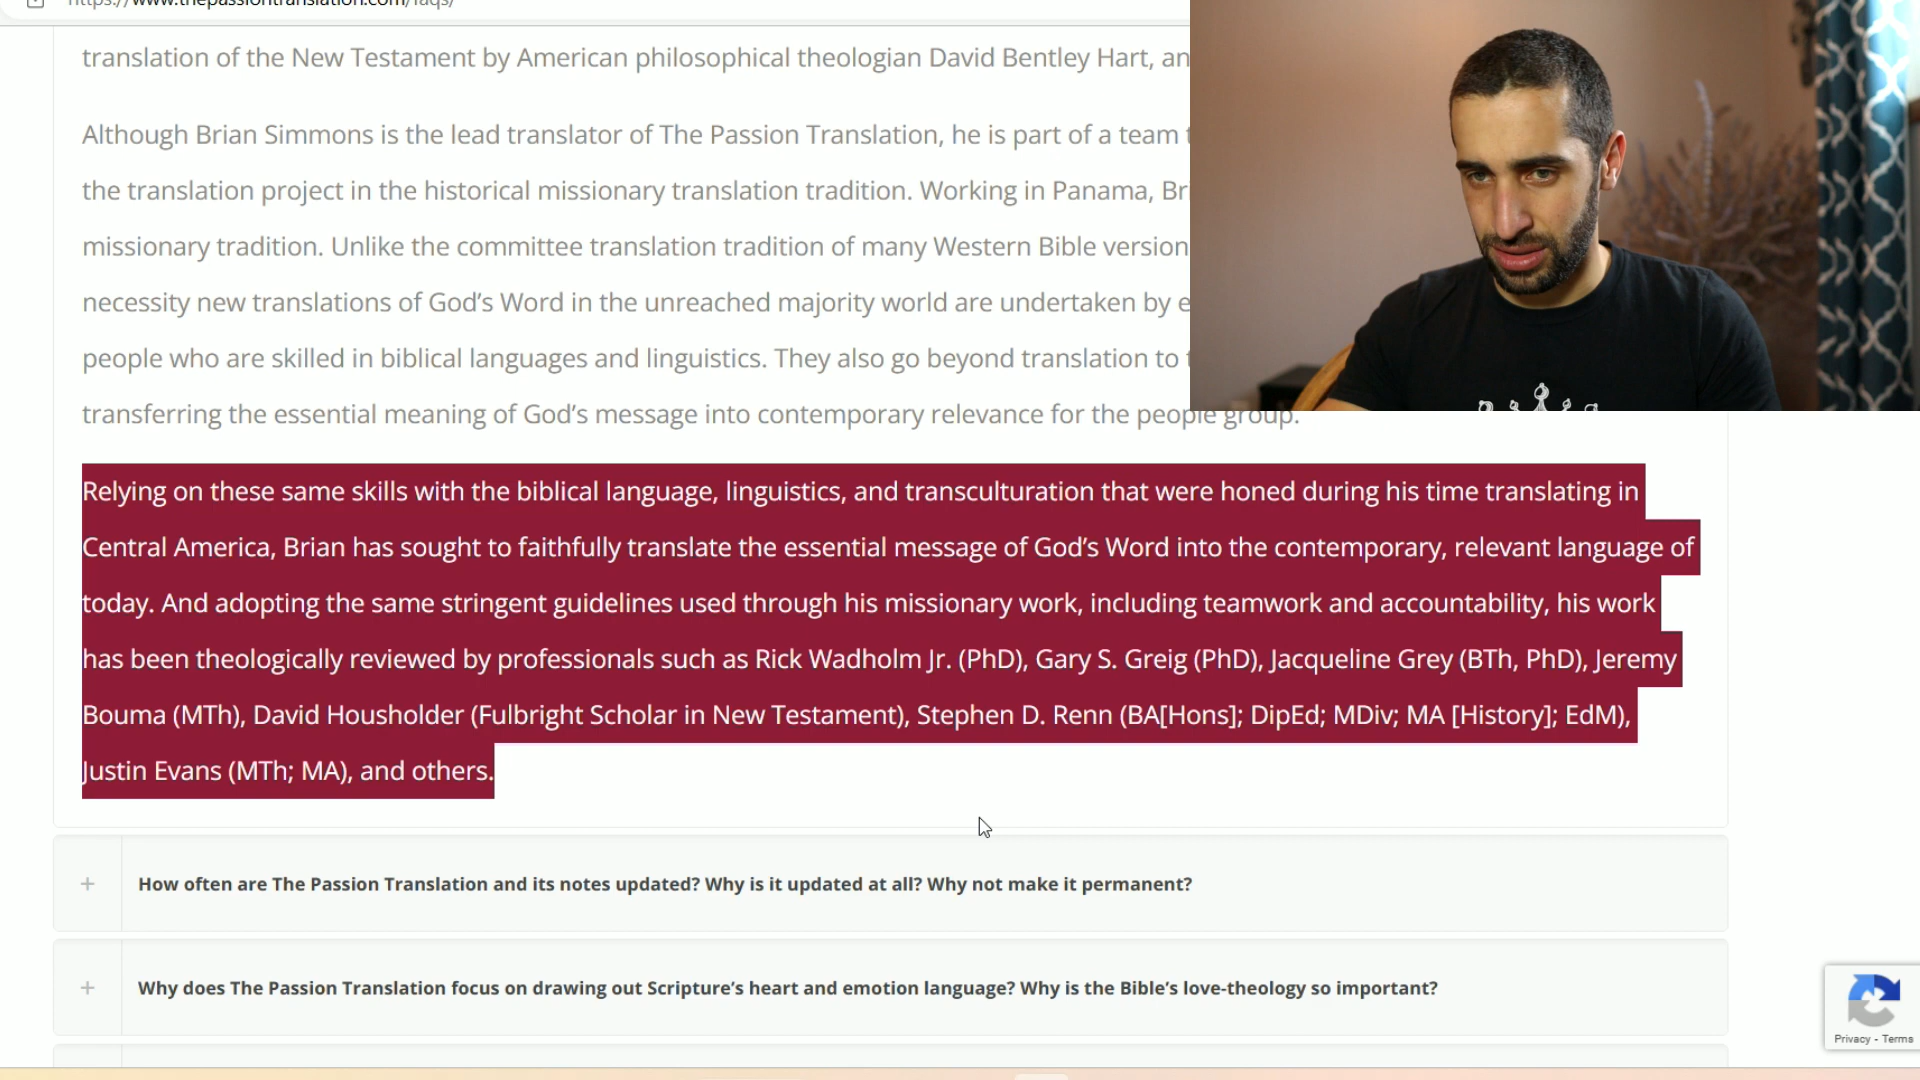 https://www.thepassiontranslation.com/faqs/
translation of the New Testament by American philosophical theologian David Bentley Hart, an
Although Brian Simmons is the lead translator of The Passion Translation, he is part of a team
the translation project in the historical missionary translation tradition. Working in Panama, Bri
missionary tradition. Unlike the committee translation tradition of many Western Bible version
necessity new translations of God’s Word in the unreached majority world are undertaken by e
people who are skilled in biblical languages and linguistics. They also go beyond translation to
transferring the essential meaning of God’s message into contemporary relevance for the people group.
Relying on these same skills with the biblical language, linguistics, and transculturation that were honed during his time translating in
Central America, Brian has sought to faithfully translate the essential message of God’s Word into the contemporary, relevant language of
today. And adopting the same stringent guidelines used through his missionary work, including teamwork and accountability, his work
has been theologically reviewed by professionals such as Rick Wadholm Jr. (PhD), Gary S. Greig (PhD), Jacqueline Grey (BTh, PhD), Jeremy
Bouma (MTh), David Housholder (Fulbright Scholar in New Testament), Stephen D. Renn (BA[Hons]; DipEd; MDiv; MA [History]; EdM),
Justin Evans (MTh; MA), and others.
How often are The Passion Translation and its notes updated? Why is it updated at all? Why not make it permanent?
Why does The Passion Translation focus on drawing out Scripture’s heart and emotion language? Why is the Bible’s love-theology so important?
Privacy - Terms